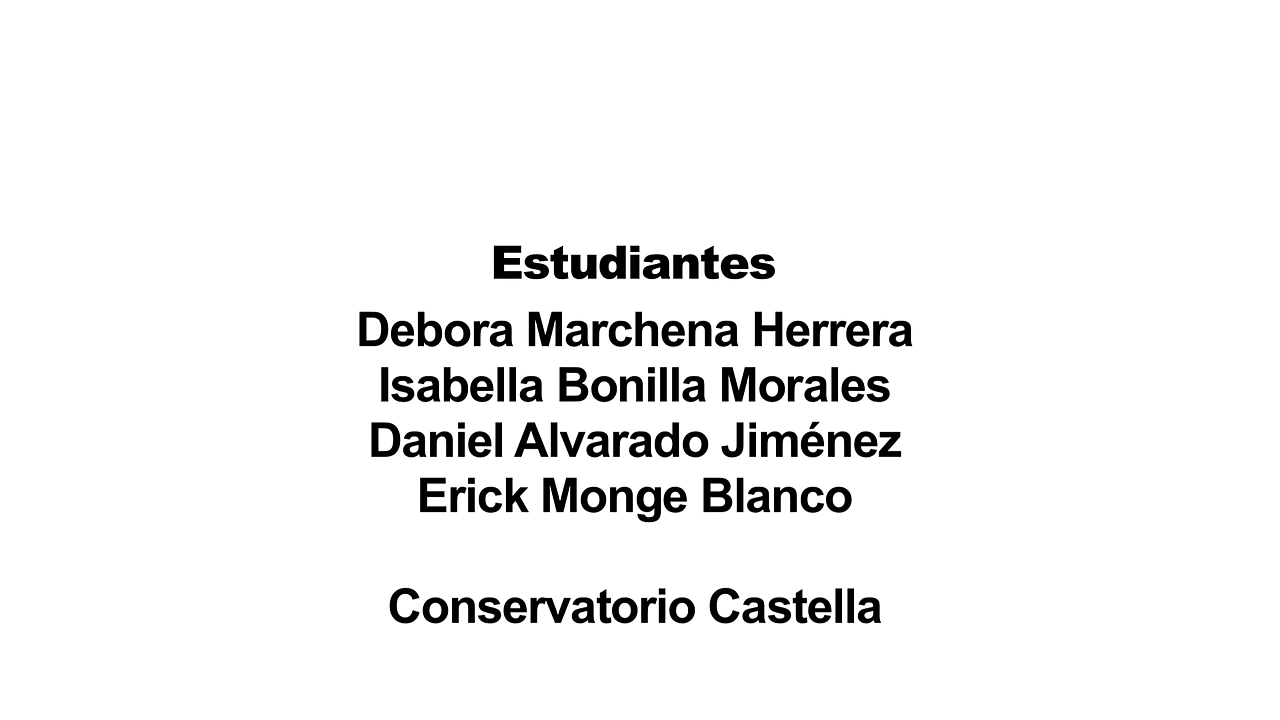 Estudiantes
Debora Marchena Herrera
Isabella Bonilla Morales
Daniel Alvarado Jiménez
Erick Monge Blanco
Conservatorio Castella